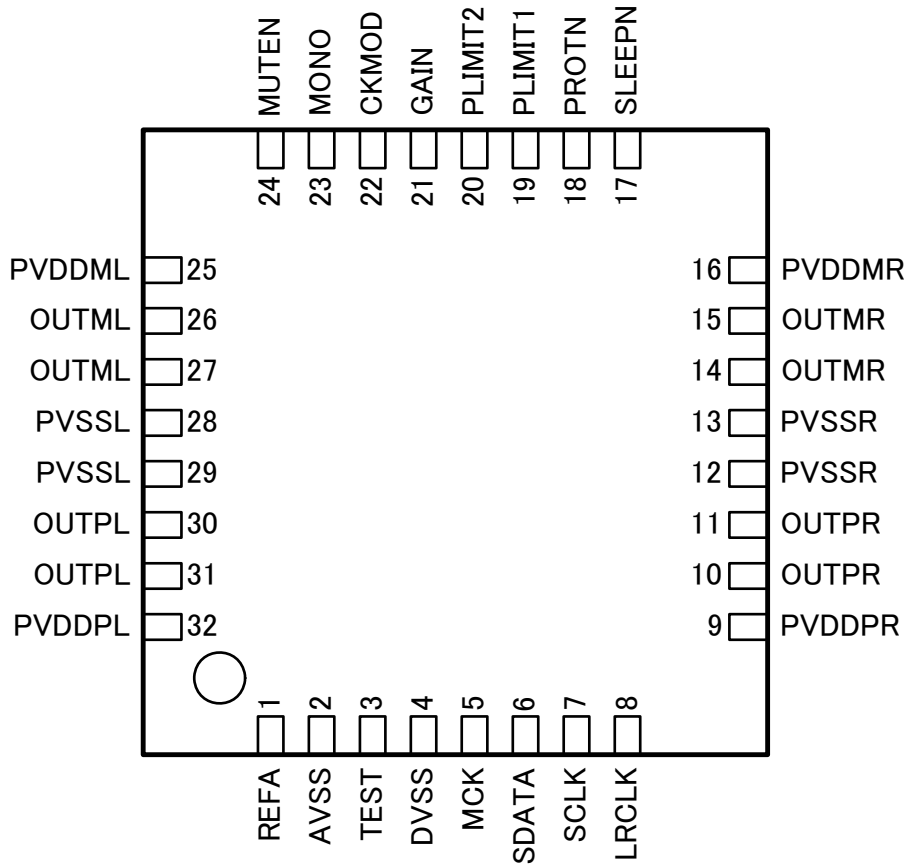 MUTEN
MONO
CKMOD
GAIN
PLIMIT2
PLIMIT1
PROTN
SLEEPN
24
23
22
21
20
19
18
17
PVDDML 25
OUTML 26
OUTML 27
PVSSL 28
PVSSL 29
OUTPL 30
OUTPL 31
PVDDPL 32
16 PVDDMR
15 OUTMR
14 OUTMR
13 PVSSR
12 PVSSR
11 OUTPR
10 OUTPR
9 PVDDPR
1
2
3
4
5
6
7
8
REFA
AVSS
TEST
DVSS
MCK
SDATA
SCLK
LRCLK